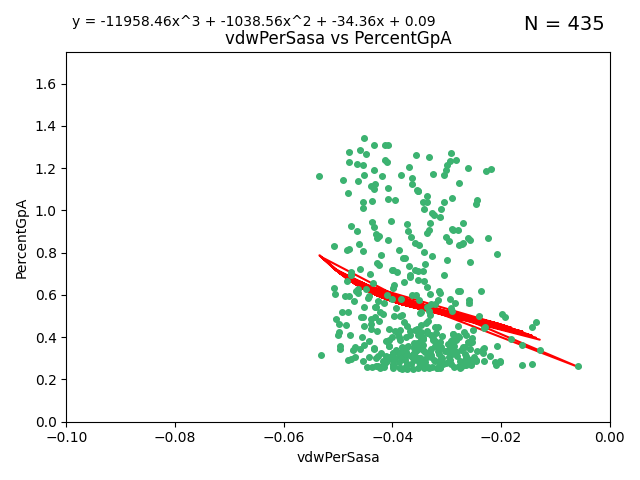 y = -11958.46x^3 + -1038.56x^2 + -34.36x + 0.09
N = 435
vdwPerSasa vs PercentGpA
PercentGpA
1.6
1.4
1.2
1.0
0.8
0.6
0.4
0.2
0.0
−0.10 −0.08 −0.06 −0.04 −0.02 0.00
vdwPerSasa